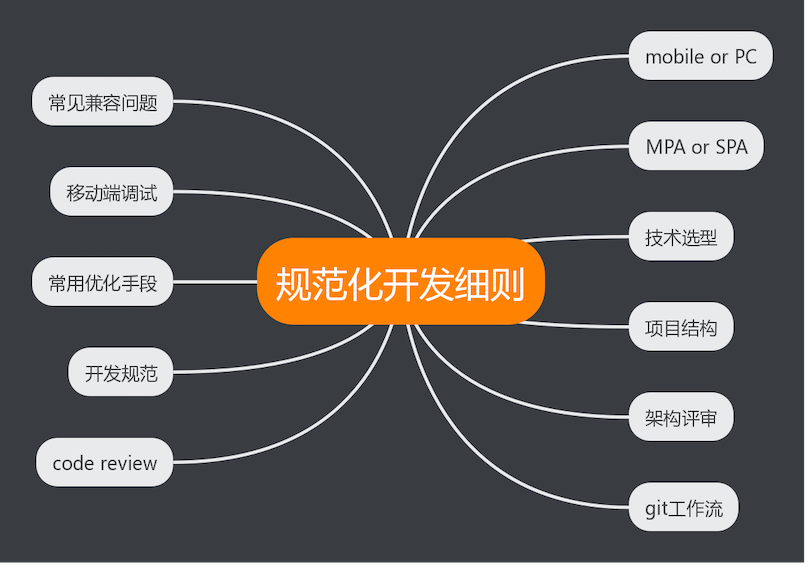 规范化开发细则
mobile or PC
MPA or SPA
技术选型
项目结构
架构评审
git工作流
常见兼容问题
移动端调试
常用优化手段
开发规范
code review